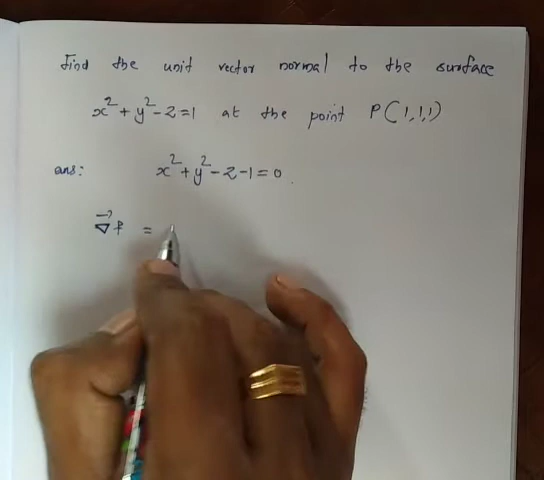 Find the unit vector normal to the surface
x² + y² - z = 1 at the point P(1,1,1)
ans: x² + y² - z - 1 = 0
∇⃗f =